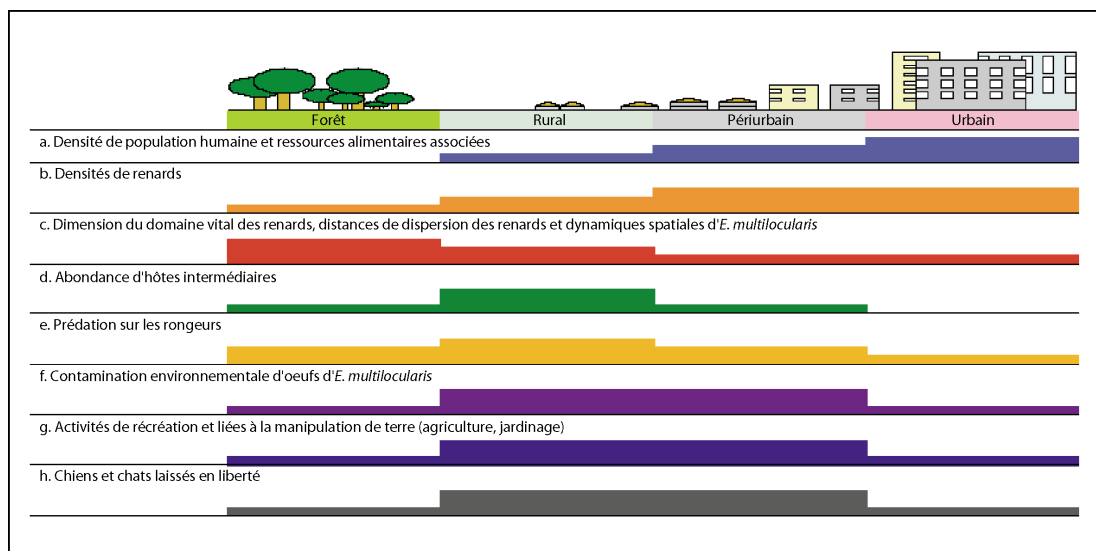 Forêt Rural Périurbain Urbain
a. Densité de population humaine et ressources alimentaires associées
b. Densités de renards
c. Dimension du domaine vital des renards, distances de dispersion des renards et dynamiques spatiales d'E. multilocularis
d. Abondance d'hôtes intermédiaires
e. Prédation sur les rongeurs
f. Contamination environnementale d'oeufs d'E. multilocularis
g. Activités de récréation et liées à la manipulation de terre (agriculture, jardinage)
h. Chiens et chats laissés en liberté